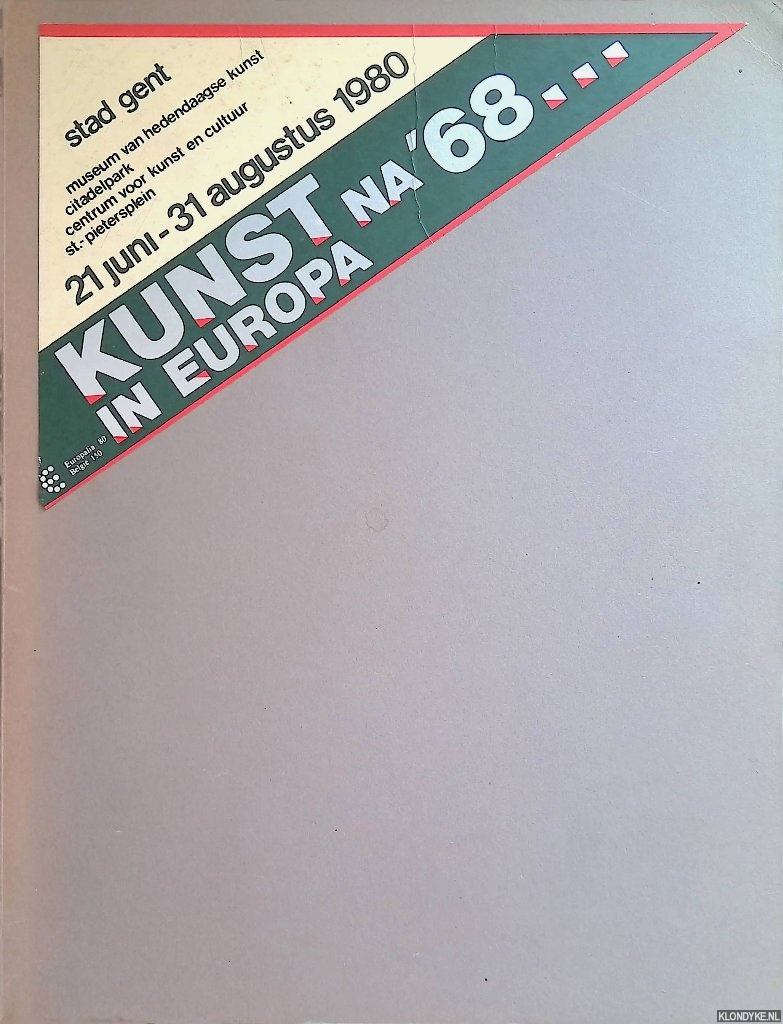 stad gent
museum van hedendaagse kunst
citadelpark
centrum voor kunst en cultuur
st.-pietersplein
21 juni - 31 augustus 1980
KUNST NA '68...
IN EUROPA
Europalia 80
België 150
KLONDYKE.NL